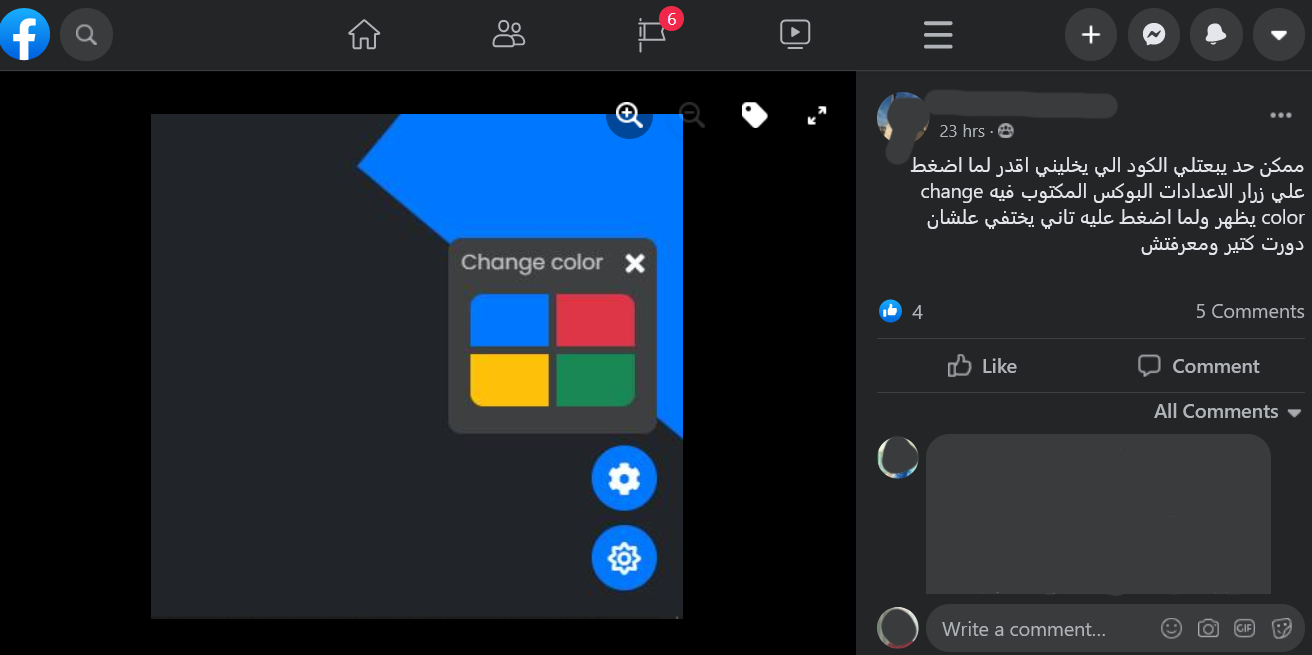 6
23 hrs ·
ممكن حد يبعتلي الكود الي يخليني اقدر لما اضغط
علي زرار الاعدادات البوكس المكتوب فيه change
color يظهر ولما اضغط عليه تاني يختفي علشان
دورت كتير ومعرفتش
Change color
4
5 Comments
Like
Comment
All Comments
Write a comment...
GIF